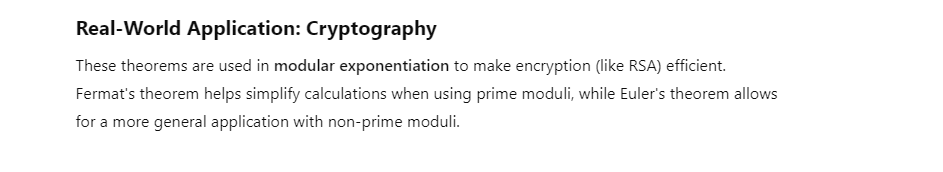 Real-World Application: Cryptography
These theorems are used in modular exponentiation to make encryption (like RSA) efficient.
Fermat's theorem helps simplify calculations when using prime moduli, while Euler's theorem allows
for a more general application with non-prime moduli.